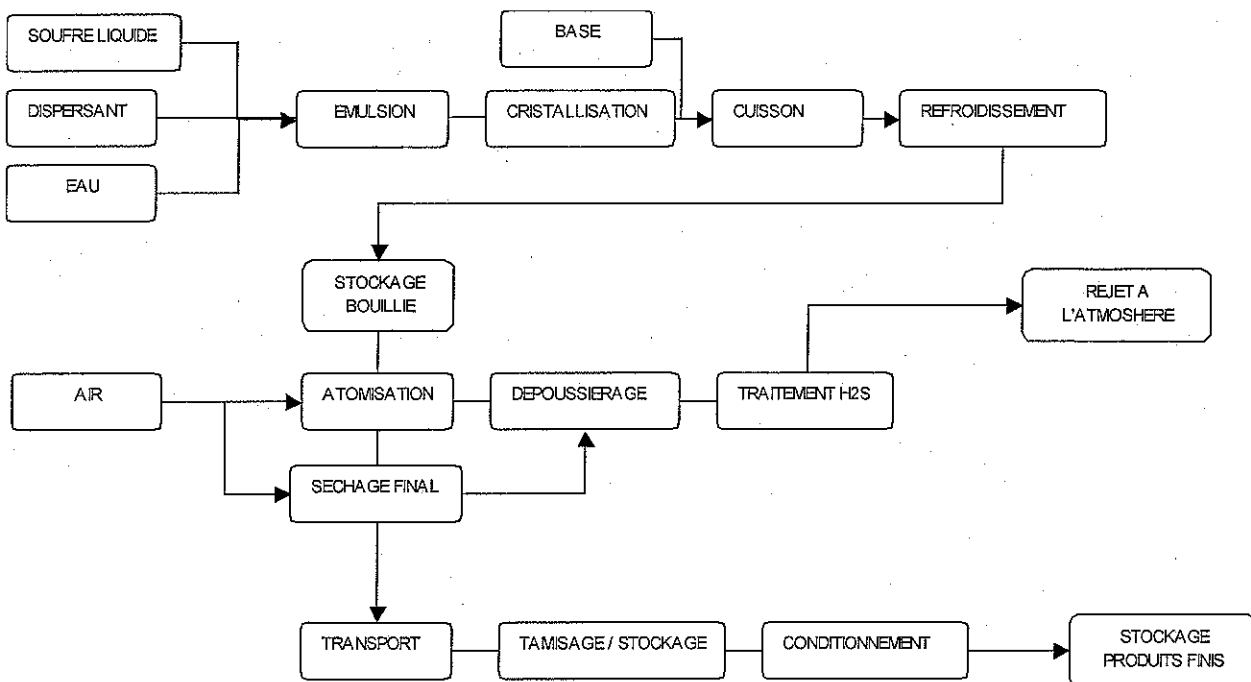 SOUFRE LIQUIDE
BASE
DISPERSANT
EMULSION
CRISTALLISATION
CUISSON
REFROIDISSEMENT
EAU
STOCKAGE
BOUILLIE
REJET A
L'ATMOSHERE
AIR
ATOMISATION
DEPOUSSIERAGE
TRAITEMENT H2S
SECHAGE FINAL
TRANSPORT
TAMISAGE / STOCKAGE
CONDITIONNEMENT
STOCKAGE
PRODUITS FINIS